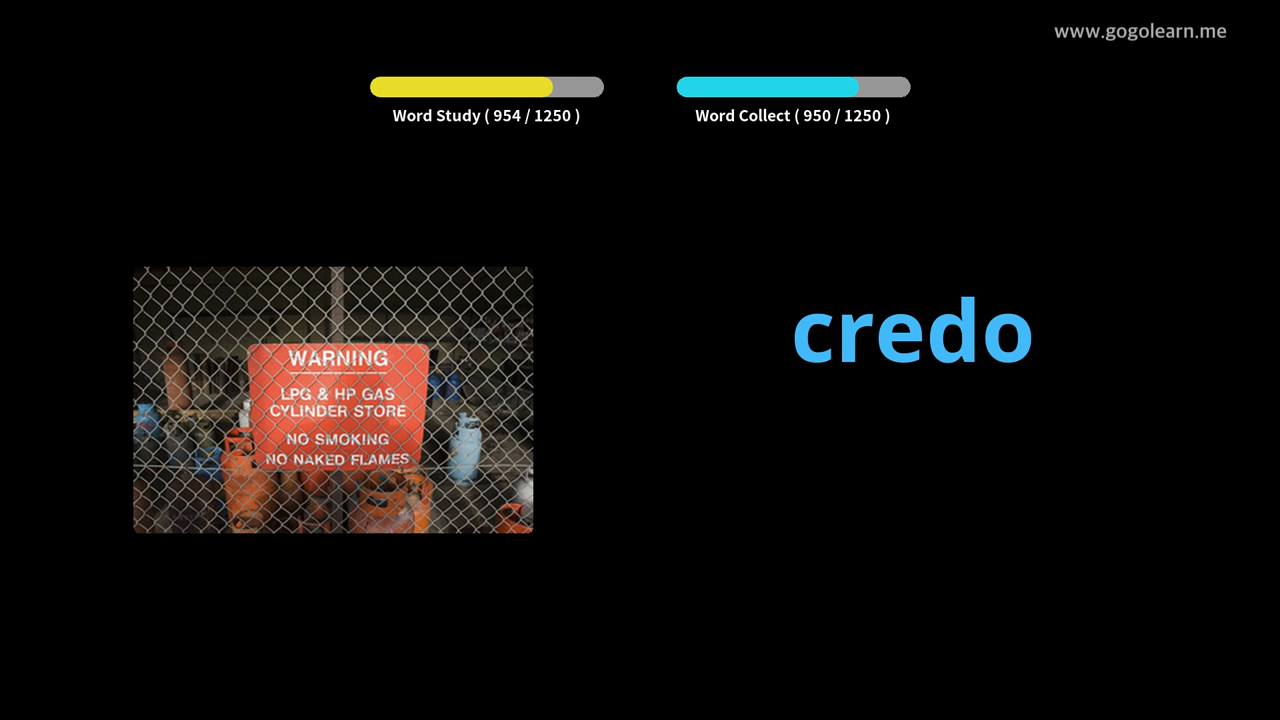 www.gogolearn.me
Word Study ( 954 / 1250 )
Word Collect ( 950 / 1250 )
credo
WARNING
LPG & HP GAS
CYLINDER STORE
NO SMOKING
NO NAKED FLAMES